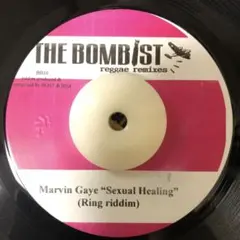 THE BOMBIST
reggae remixes
Marvin Gaye “Sexual Healing”
(Ring riddim)